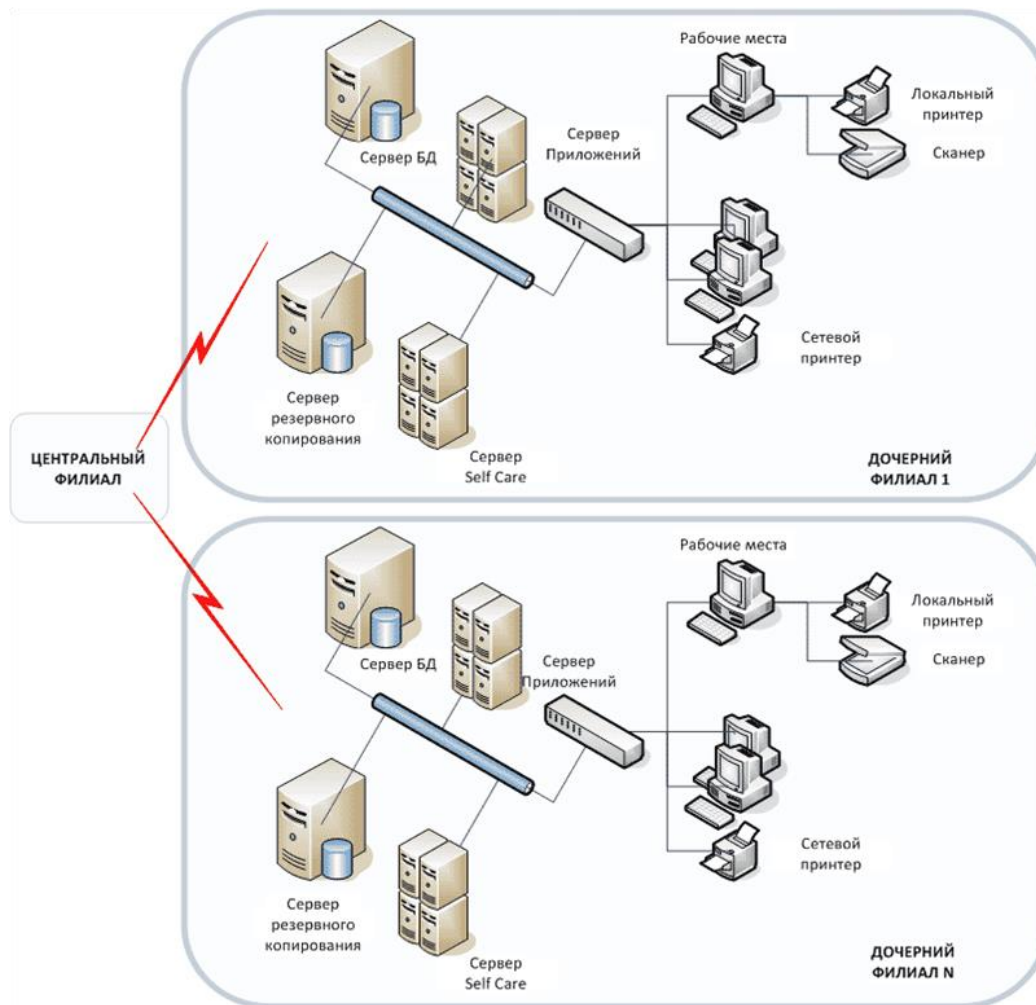 Рабочие места
Локальный
принтер
Сканер
Сервер БД
Сервер
Приложений
Сетевой
принтер
Сервер
резервного
копирования
Сервер
Self Care
ДОЧЕРНИЙ
ФИЛИАЛ 1
ЦЕНТРАЛЬНЫЙ
ФИЛИАЛ
Рабочие места
Локальный
принтер
Сканер
Сервер БД
Сервер
Приложений
Сетевой
принтер
Сервер
резервного
копирования
Сервер
Self Care
ДОЧЕРНИЙ
ФИЛИАЛ N